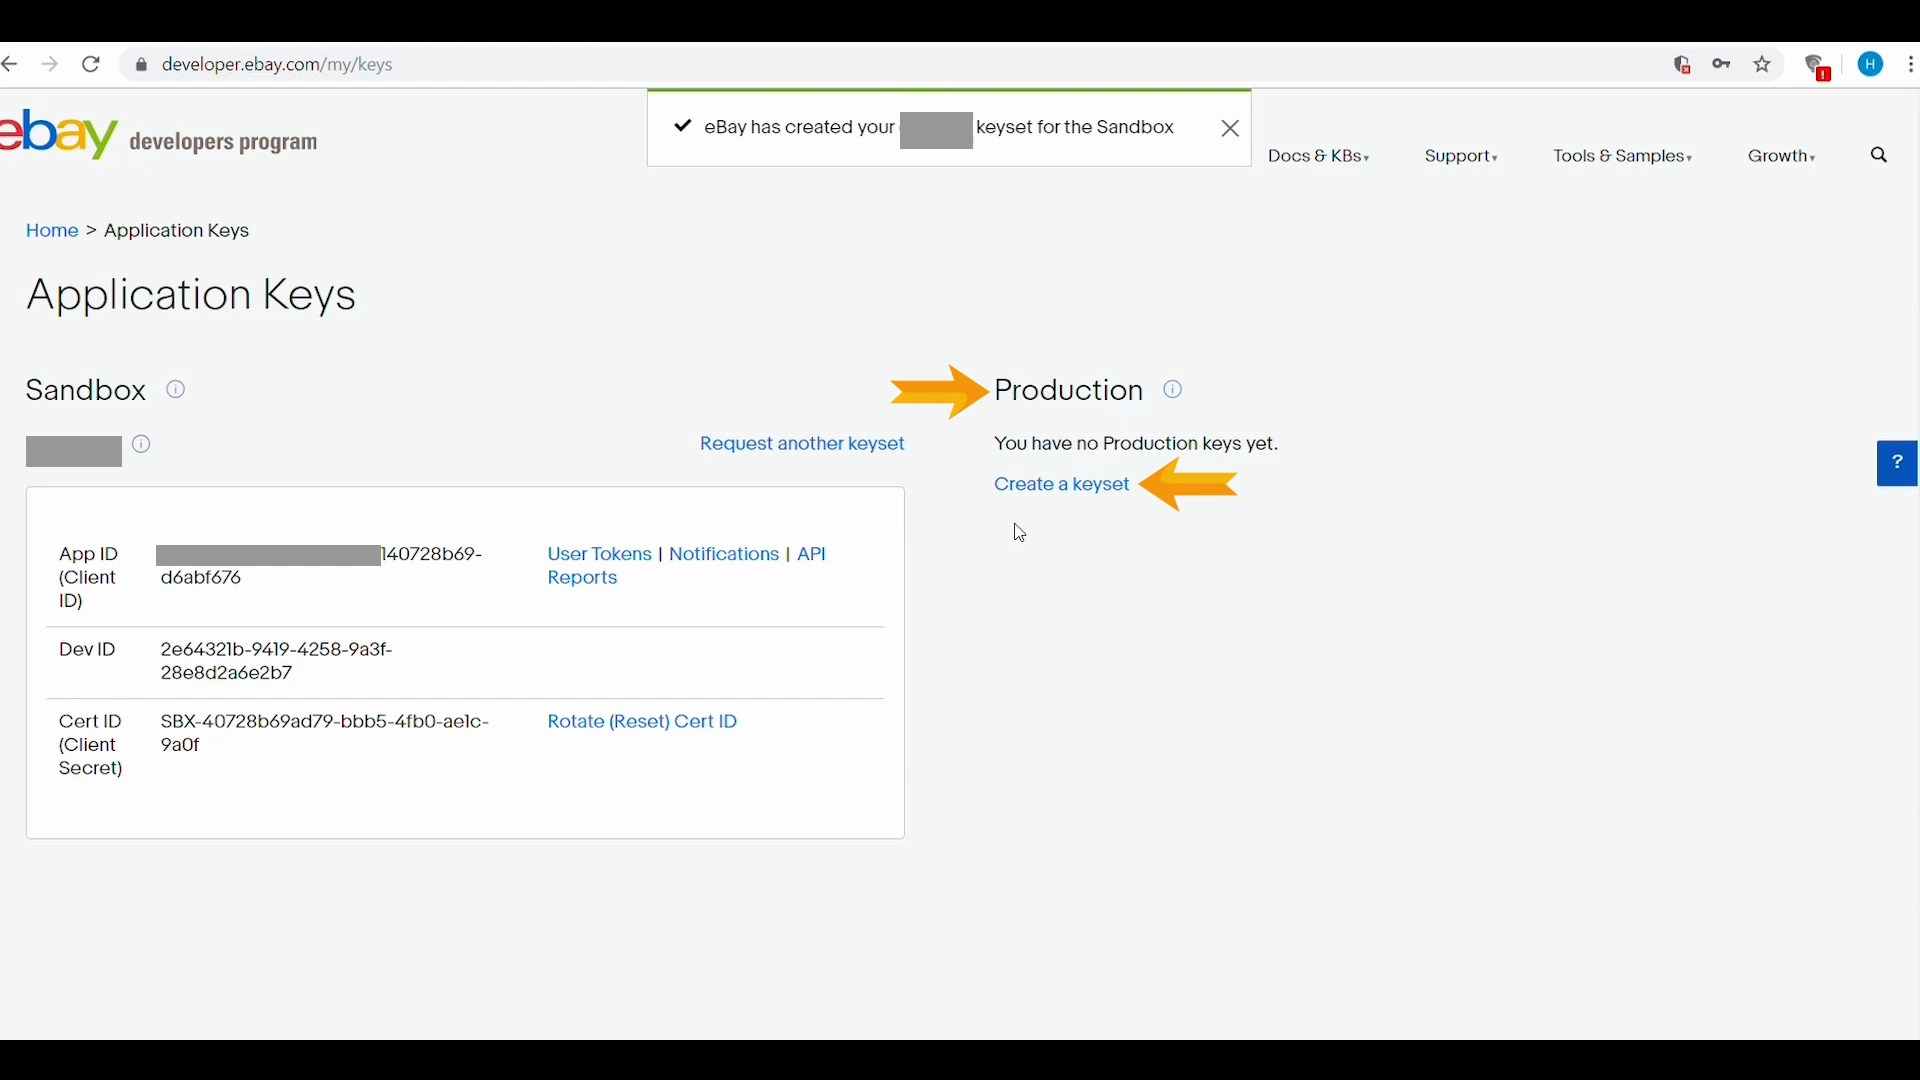 developer.ebay.com/my/keys
H
ebay developers program
eBay has created your keyset for the Sandbox
Docs & KBs
Support
Tools & Samples
Growth
Home > Application Keys
Application Keys
Sandbox
Request another keyset
App ID (Client ID)
140728b69-
d6abf676
User Tokens | Notifications | API
Reports
Dev ID
2e64321b-9419-4258-9a3f-
28e8d2a6e2b7
Cert ID (Client Secret)
SBX-40728b69ad79-bbb5-4fb0-ae1c-
9a0f
Rotate (Reset) Cert ID
Production
You have no Production keys yet.
Create a keyset
?